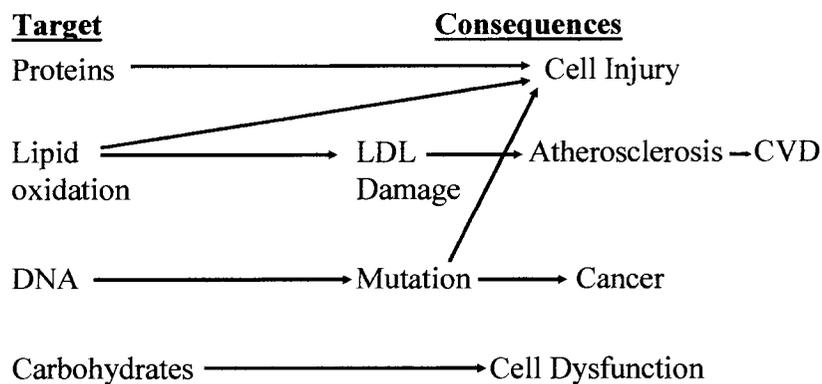 Target Consequences
Proteins Cell Injury
Lipid LDL Atherosclerosis CVD
oxidation Damage
DNA Mutation Cancer
Carbohydrates Cell Dysfunction